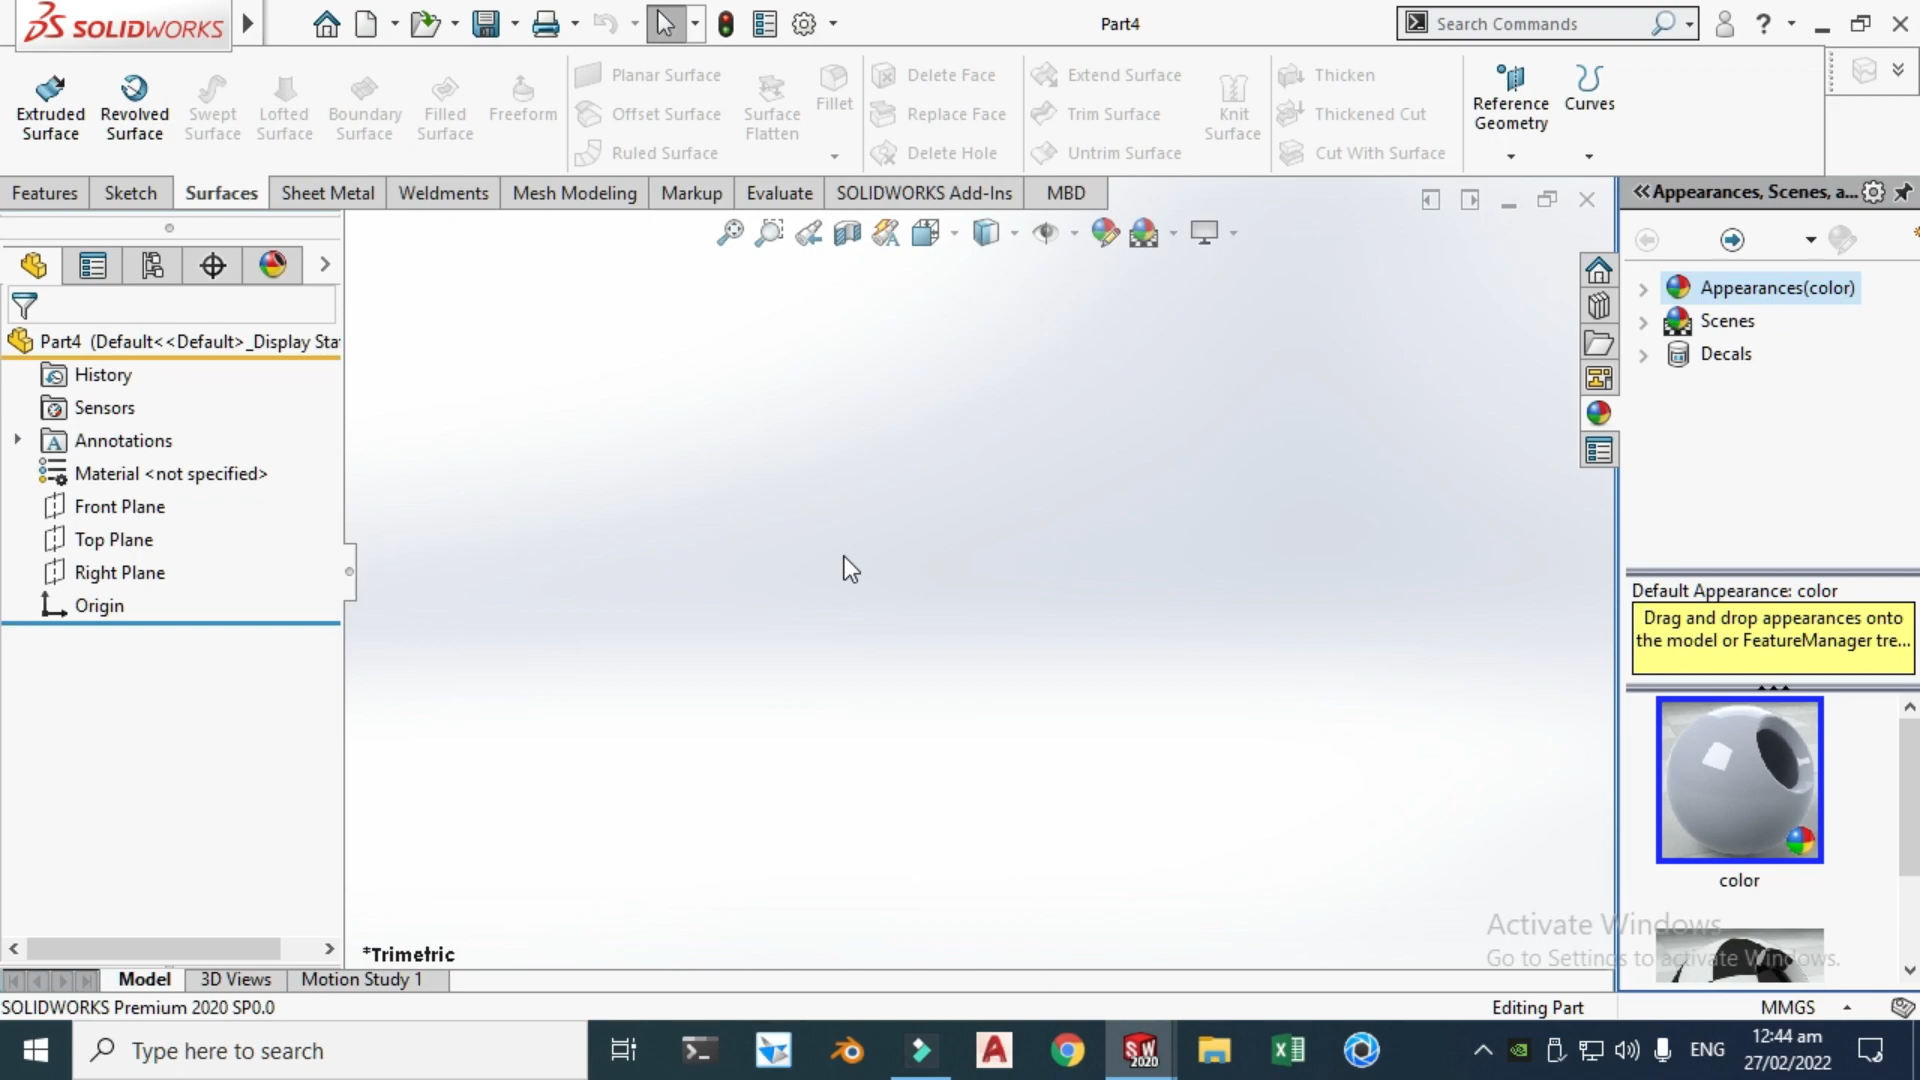 SOLIDWORKS
Part4
Search Commands
?
Extruded Surface
Revolved Surface
Swept Surface
Lofted Surface
Boundary Surface
Filled Surface
Freeform
Planar Surface
Offset Surface
Ruled Surface
Surface Flatten
Fillet
Delete Face
Replace Face
Delete Hole
Extend Surface
Trim Surface
Untrim Surface
Knit Surface
Thicken
Thickened Cut
Cut With Surface
Reference Geometry
Curves
Features
Sketch
Surfaces
Sheet Metal
Weldments
Mesh Modeling
Markup
Evaluate
SOLIDWORKS Add-Ins
MBD
Appearances, Scenes, a...
Part4 (Default<<Default>_Display Sta
History
Sensors
Annotations
Material <not specified>
Front Plane
Top Plane
Right Plane
Origin
Appearances(color)
Scenes
Decals
Default Appearance: color
Drag and drop appearances onto
the model or FeatureManager tre...
color
Activate Windows
Go to Settings to activate Windows.
*Trimetric
Model
3D Views
Motion Study 1
SOLIDWORKS Premium 2020 SP0.0
Editing Part
MMGS
Type here to search
SW
2020
ENG
12:44 am
27/02/2022